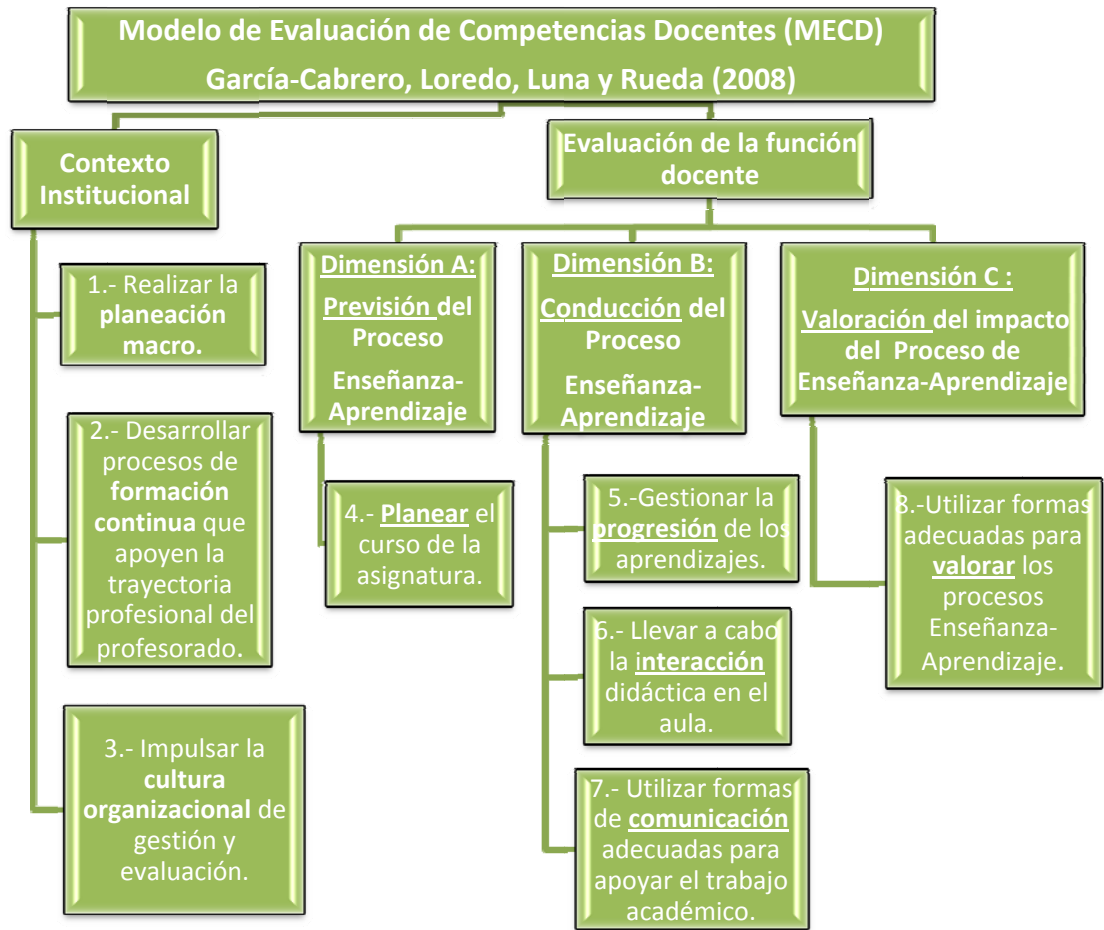 Modelo de Evaluación de Competencias Docentes (MECD)
García-Cabrero, Loredo, Luna y Rueda (2008)
Contexto
Institucional
1.- Realizar la
planeación
macro.
2.- Desarrollar
procesos de
formación
continua que
apoyen la
trayectoria
profesional del
profesorado.
3.- Impulsar la
cultura
organizacional de
gestión y
evaluación.
Evaluación de la función
docente
Dimensión A:
Previsión del
Proceso
Enseñanza-
Aprendizaje
4.- Planear el
curso de la
asignatura.
Dimensión B:
Conducción del
Proceso
Enseñanza-
Aprendizaje
5.-Gestionar la
progresión de los
aprendizajes.
6.- Llevar a cabo
la interacción
didáctica en el
aula.
7.- Utilizar formas
de comunicación
adecuadas para
apoyar el trabajo
académico.
Dimensión C :
Valoración del impacto
del Proceso de
Enseñanza-Aprendizaje
8.-Utilizar formas
adecuadas para
valorar los
procesos
Enseñanza-
Aprendizaje.